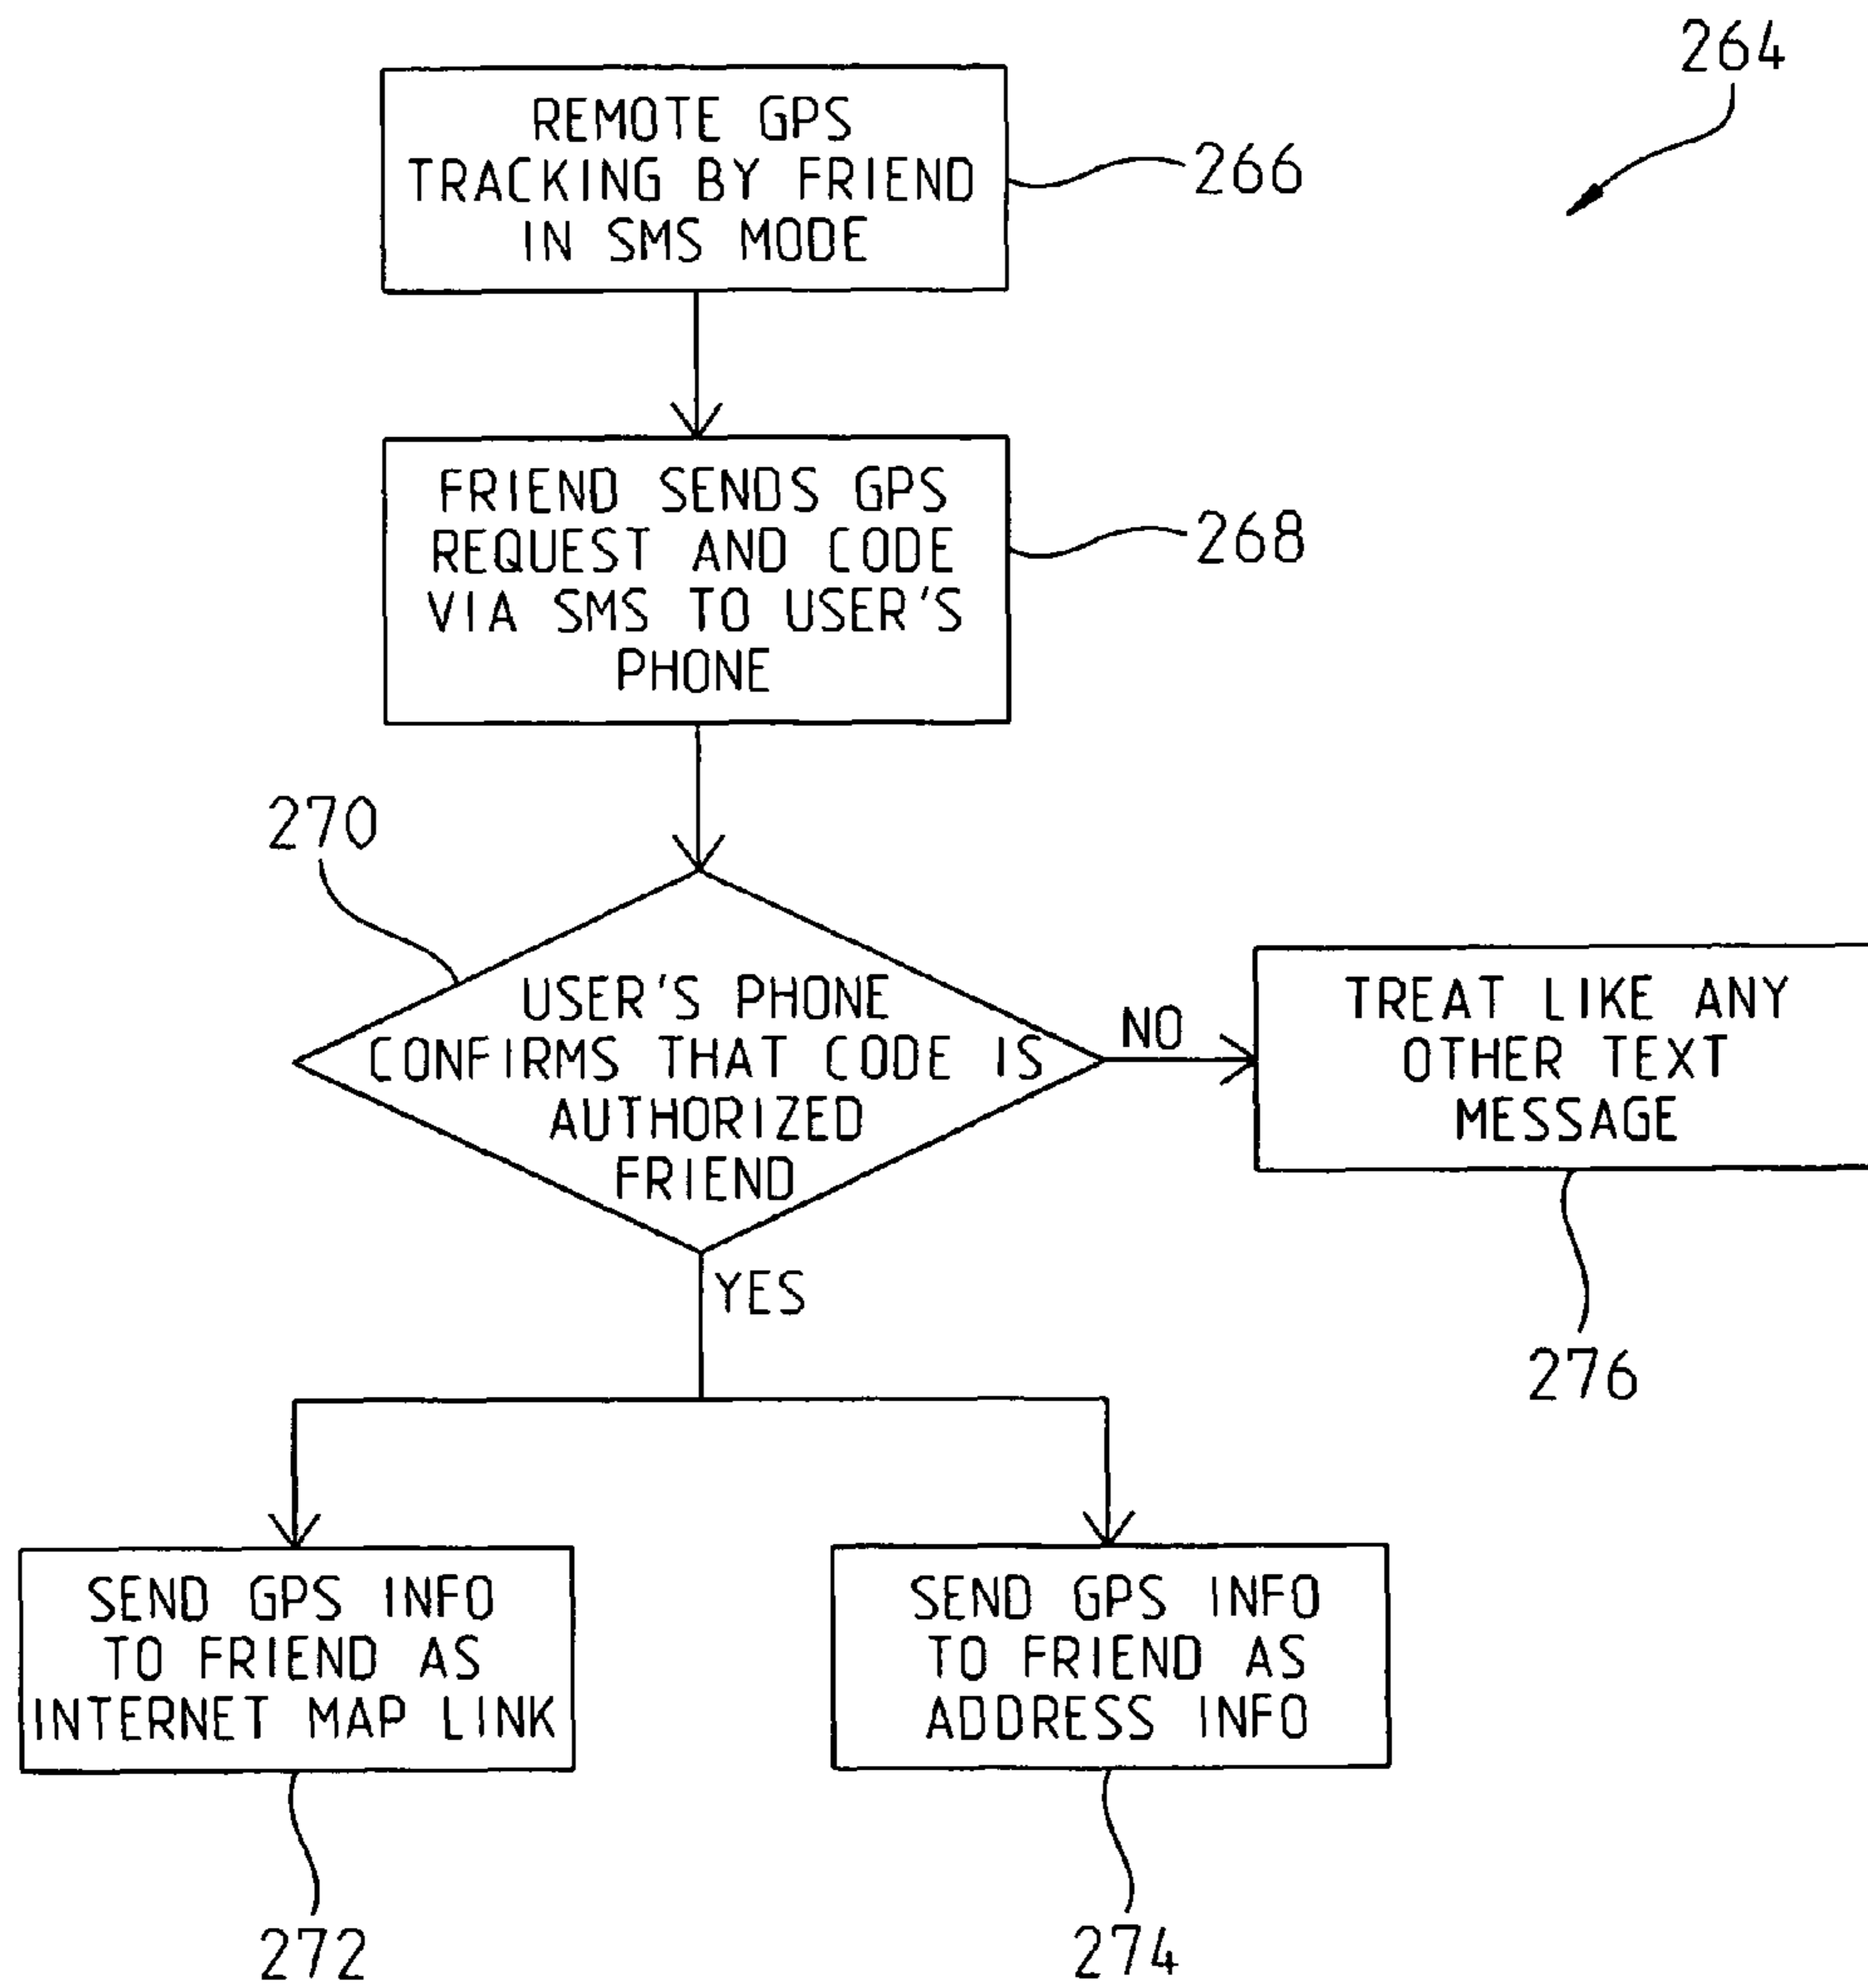 264
REMOTE GPS
TRACKING BY FRIEND
IN SMS MODE
266
FRIEND SENDS GPS
REQUEST AND CODE
VIA SMS TO USER'S
PHONE
268
270
USER'S PHONE
CONFIRMS THAT CODE IS
AUTHORIZED
FRIEND
NO
TREAT LIKE ANY
OTHER TEXT
MESSAGE
276
YES
SEND GPS INFO
TO FRIEND AS
INTERNET MAP LINK
272
SEND GPS INFO
TO FRIEND AS
ADDRESS INFO
274